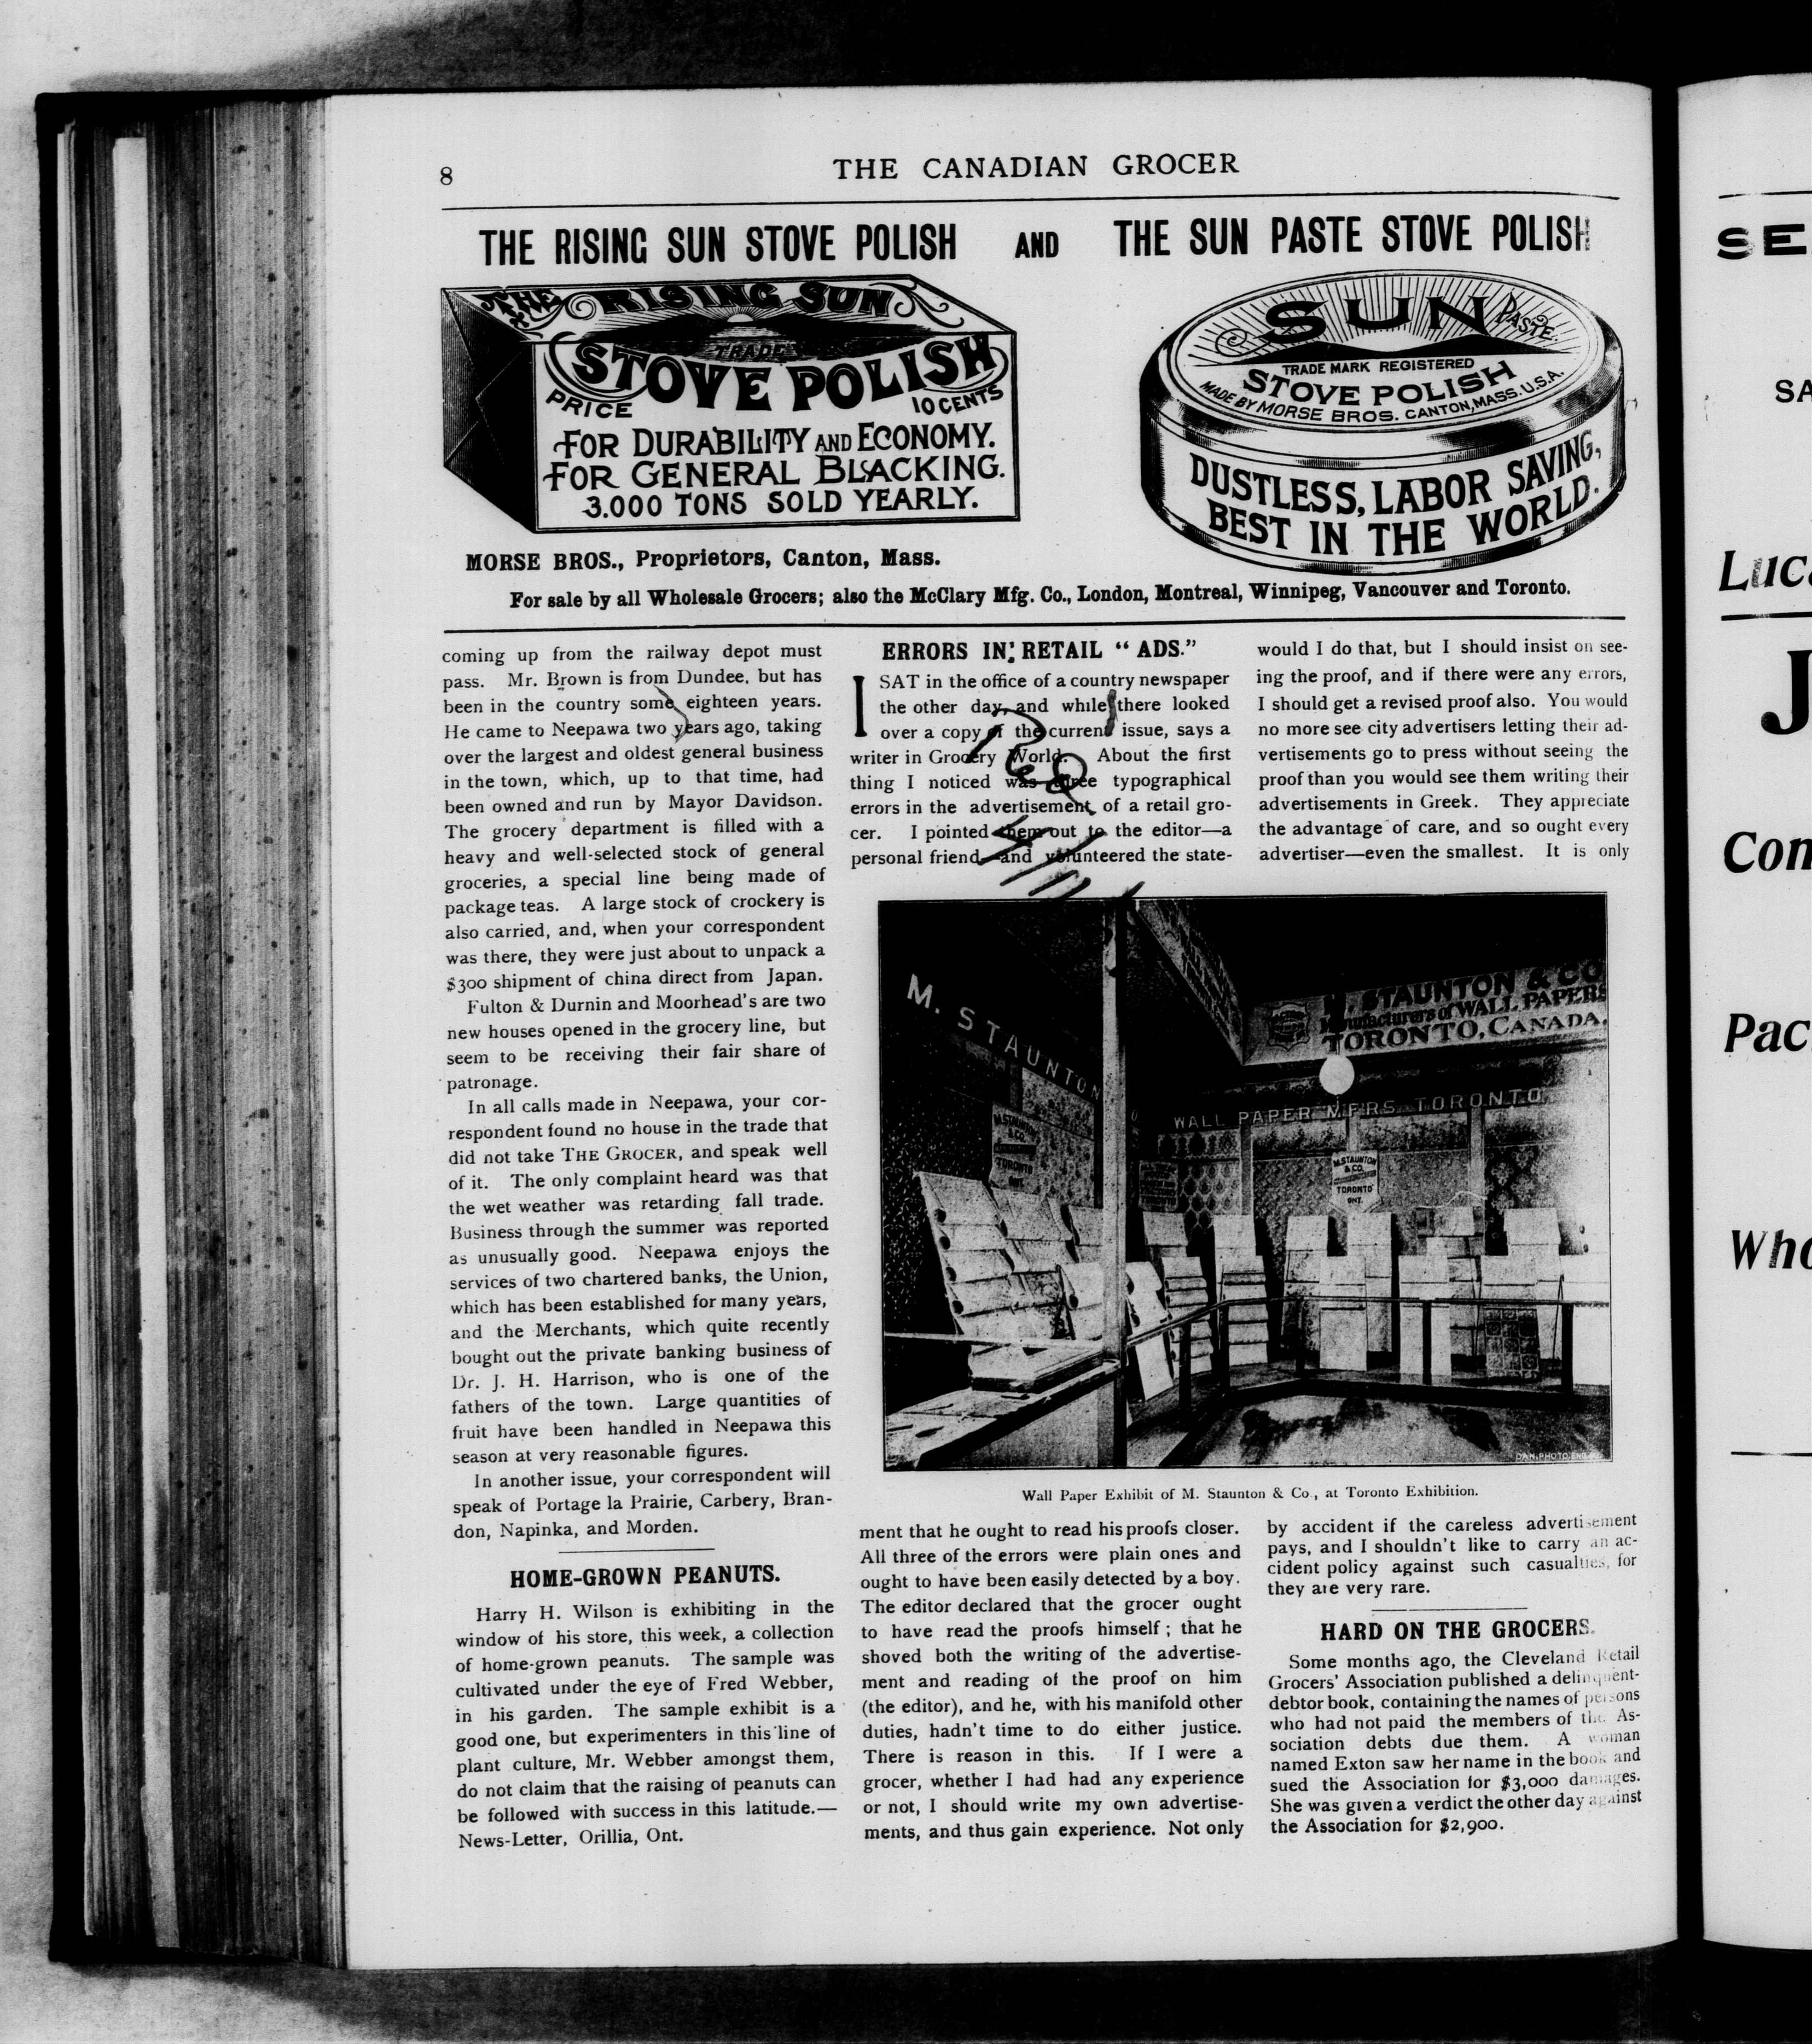 8
THE CANADIAN GROCER
THE RISING SUN STOVE POLISH AND THE SUN PASTE STOVE POLISH
THE RISING SUN
TRADE
STOVE POLISH
PRICE 10 CENTS
FOR DURABILITY AND ECONOMY.
FOR GENERAL BLACKING.
3.000 TONS SOLD YEARLY.
SUN PASTE
TRADE MARK REGISTERED
STOVE POLISH
MADE BY MORSE BROS. CANTON, MASS. U.S.A.
DUSTLESS, LABOR SAVING,
BEST IN THE WORLD.
MORSE BROS., Proprietors, Canton, Mass.
For sale by all Wholesale Grocers; also the McClary Mfg. Co., London, Montreal, Winnipeg, Vancouver and Toronto.
coming up from the railway depot must
pass. Mr. Brown is from Dundee, but has
been in the country some eighteen years.
He came to Neepawa two years ago, taking
over the largest and oldest general business
in the town, which, up to that time, had
been owned and run by Mayor Davidson.
The grocery department is filled with a
heavy and well-selected stock of general
groceries, a special line being made of
package teas. A large stock of crockery is
also carried, and, when your correspondent
was there, they were just about to unpack a
$300 shipment of china direct from Japan.
Fulton & Durnin and Moorhead's are two
new houses opened in the grocery line, but
seem to be receiving their fair share of
patronage.
In all calls made in Neepawa, your cor-
respondent found no house in the trade that
did not take THE GROCER, and speak well
of it. The only complaint heard was that
the wet weather was retarding fall trade.
Business through the summer was reported
as unusually good. Neepawa enjoys the
services of two chartered banks, the Union,
which has been established for many years,
and the Merchants, which quite recently
bought out the private banking business of
Dr. J. H. Harrison, who is one of the
fathers of the town. Large quantities of
fruit have been handled in Neepawa this
season at very reasonable figures.
In another issue, your correspondent will
speak of Portage la Prairie, Carbery, Bran-
don, Napinka, and Morden.
HOME-GROWN PEANUTS.
Harry H. Wilson is exhibiting in the
window of his store, this week, a collection
of home-grown peanuts. The sample was
cultivated under the eye of Fred Webber,
in his garden. The sample exhibit is a
good one, but experimenters in this line of
plant culture, Mr. Webber amongst them,
do not claim that the raising of peanuts can
be followed with success in this latitude.—
News-Letter, Orillia, Ont.
ERRORS IN RETAIL "ADS."
I SAT in the office of a country newspaper
the other day, and while there looked
over a copy of the current issue, says a
writer in Grocery World. About the first
thing I noticed was three typographical
errors in the advertisement of a retail gro-
cer. I pointed them out to the editor—a
personal friend—and volunteered the state-
would I do that, but I should insist on see-
ing the proof, and if there were any errors,
I should get a revised proof also. You would
no more see city advertisers letting their ad-
vertisements go to press without seeing the
proof than you would see them writing their
advertisements in Greek. They appreciate
the advantage of care, and so ought every
advertiser—even the smallest. It is only
M. STAUNTON
M. STAUNTON & CO
Manufacturers of WALL PAPERS
TORONTO, CANADA.
WALL PAPER MFRS. TORONTO
M. STAUNTON
& CO.
TORONTO
ONT.
M. STAUNTON
& CO.
TORONTO
ONT.
Wall Paper Exhibit of M. Staunton & Co., at Toronto Exhibition.
ment that he ought to read his proofs closer.
All three of the errors were plain ones and
ought to have been easily detected by a boy.
The editor declared that the grocer ought
to have read the proofs himself; that he
shoved both the writing of the advertise-
ment and reading of the proof on him
(the editor), and he, with his manifold other
duties, hadn't time to do either justice.
There is reason in this. If I were a
grocer, whether I had had any experience
or not, I should write my own advertise-
ments, and thus gain experience. Not only
by accident if the careless advertisement
pays, and I shouldn't like to carry an ac-
cident policy against such casualties, for
they are very rare.
HARD ON THE GROCERS.
Some months ago, the Cleveland Retail
Grocers' Association published a delinquent-
debtor book, containing the names of persons
who had not paid the members of the As-
sociation debts due them. A woman
named Exton saw her name in the book and
sued the Association for $3,000 damages.
She was given a verdict the other day against
the Association for $2,900.
SE
SA
Luc
J
Con
Pac
Who